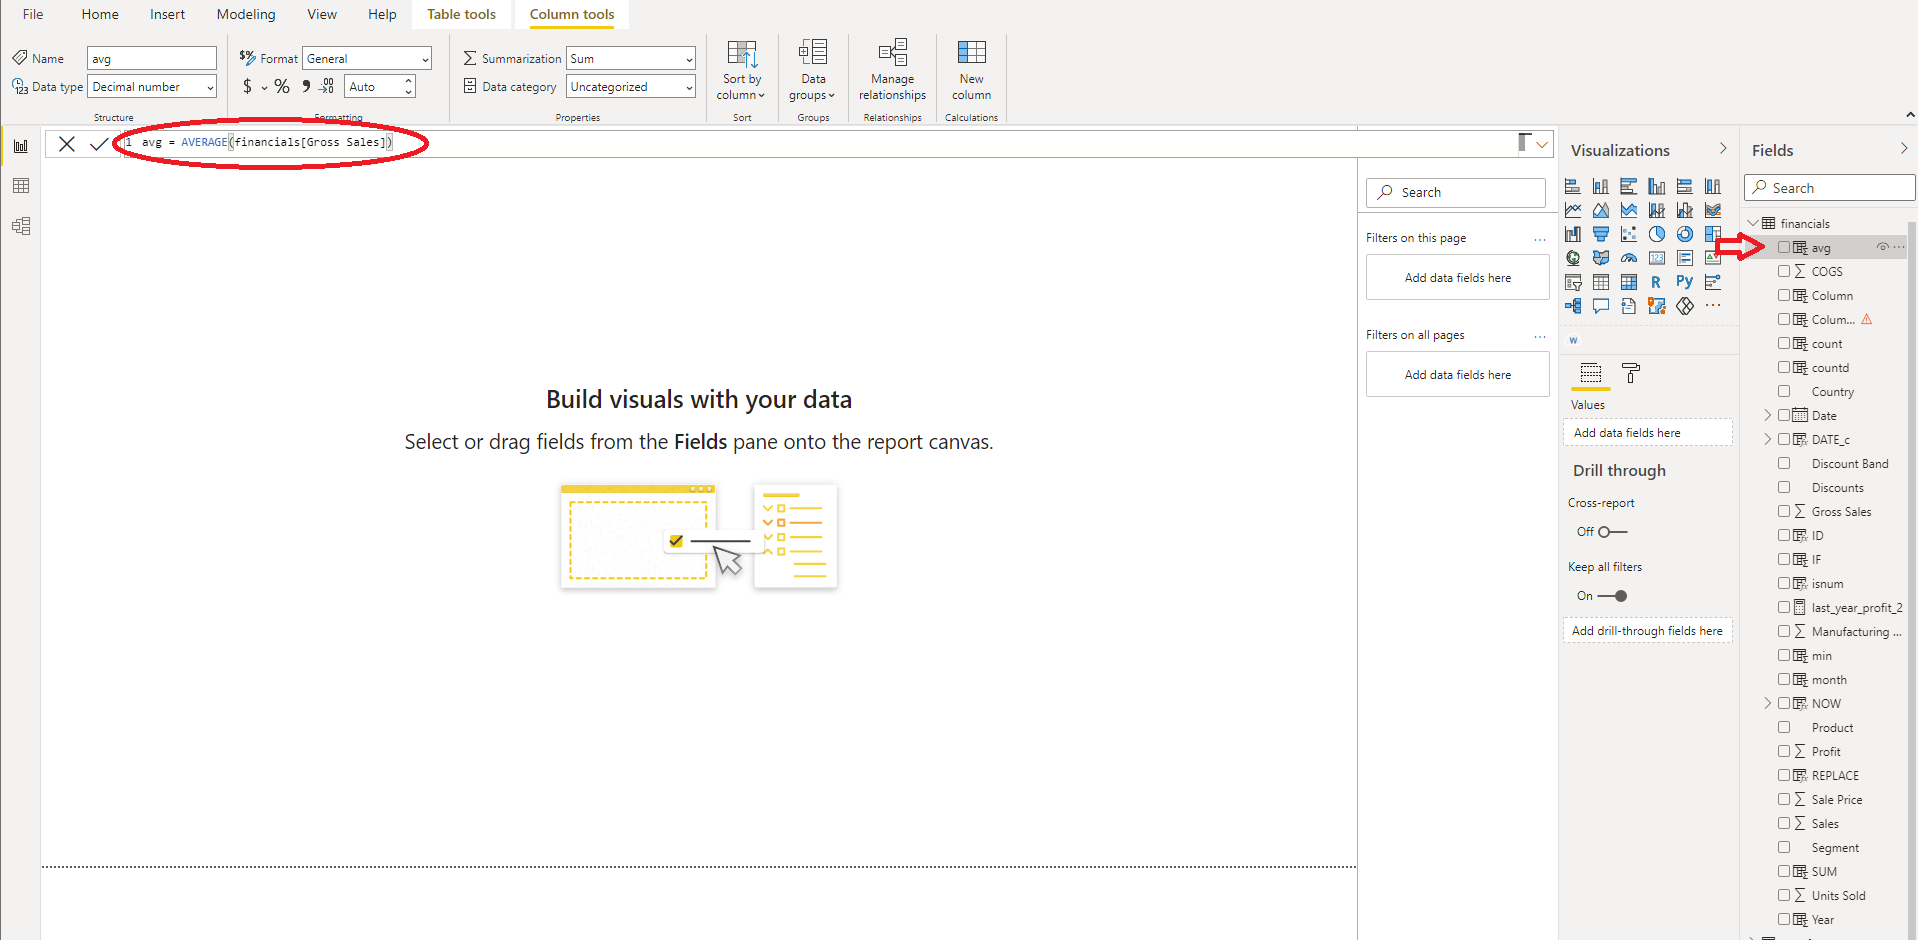 File Home Insert Modeling View Help Table tools Column tools
Name avg
Data type Decimal number
Structure
$% Format General
$ % , .00 Auto
Formatting
Summarization Sum
Data category Uncategorized
Properties
Sort by
column
Sort
Data
groups
Groups
Manage
relationships
Relationships
New
column
Calculations
1 avg = AVERAGE(financials[Gross Sales])
Build visuals with your data
Select or drag fields from the Fields pane onto the report canvas.
Search
Filters on this page ...
Add data fields here
Filters on all pages ...
Add data fields here
Visualizations
123
R
Py
...
W
Values
Add data fields here
Drill through
Cross-report
Off
Keep all filters
On
Add drill-through fields here
Fields
Search
financials
avg ...
COGS
Column
Colum...
count
countd
Country
Date
DATE_c
Discount Band
Discounts
Gross Sales
ID
IF
isnum
last_year_profit_2
Manufacturing ...
min
month
NOW
Product
Profit
REPLACE
Sale Price
Sales
Segment
SUM
Units Sold
Year